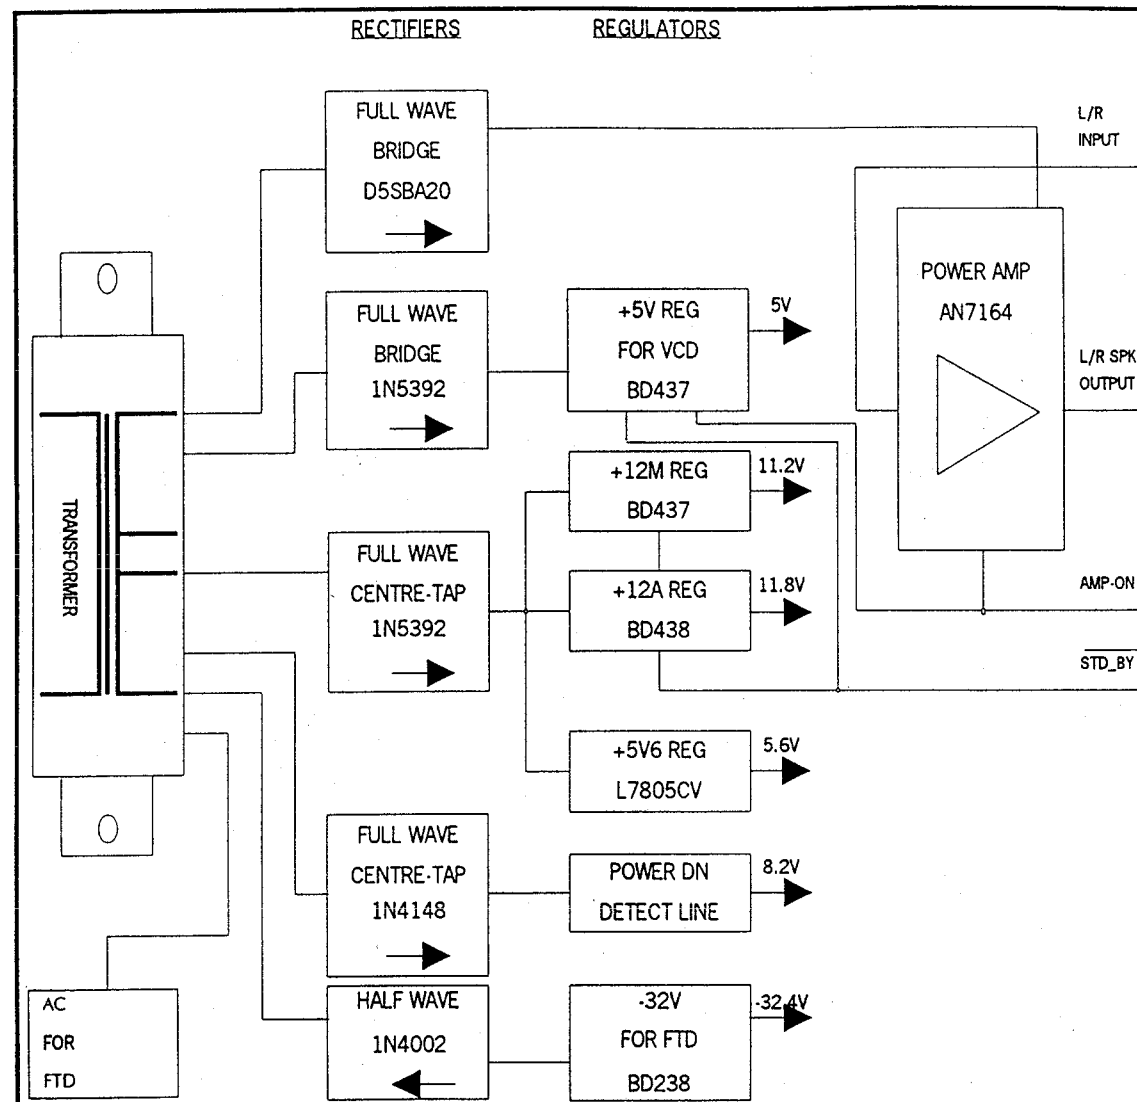 RECTIFIERS
REGULATORS
FULL WAVE
BRIDGE
D5SBA20
L/R
INPUT
POWER AMP
AN7164
L/R SPK
OUTPUT
AMP-ON
STD_BY
FULL WAVE
BRIDGE
1N5392
+5V REG
FOR VCD
BD437
5V
+12M REG
BD437
11.2V
TRANSFORMER
FULL WAVE
CENTRE-TAP
1N5392
+12A REG
BD438
11.8V
+5V6 REG
L7805CV
5.6V
FULL WAVE
CENTRE-TAP
1N4148
POWER DN
DETECT LINE
8.2V
AC
FOR
FTD
HALF WAVE
1N4002
-32V
FOR FTD
BD238
-32.4V